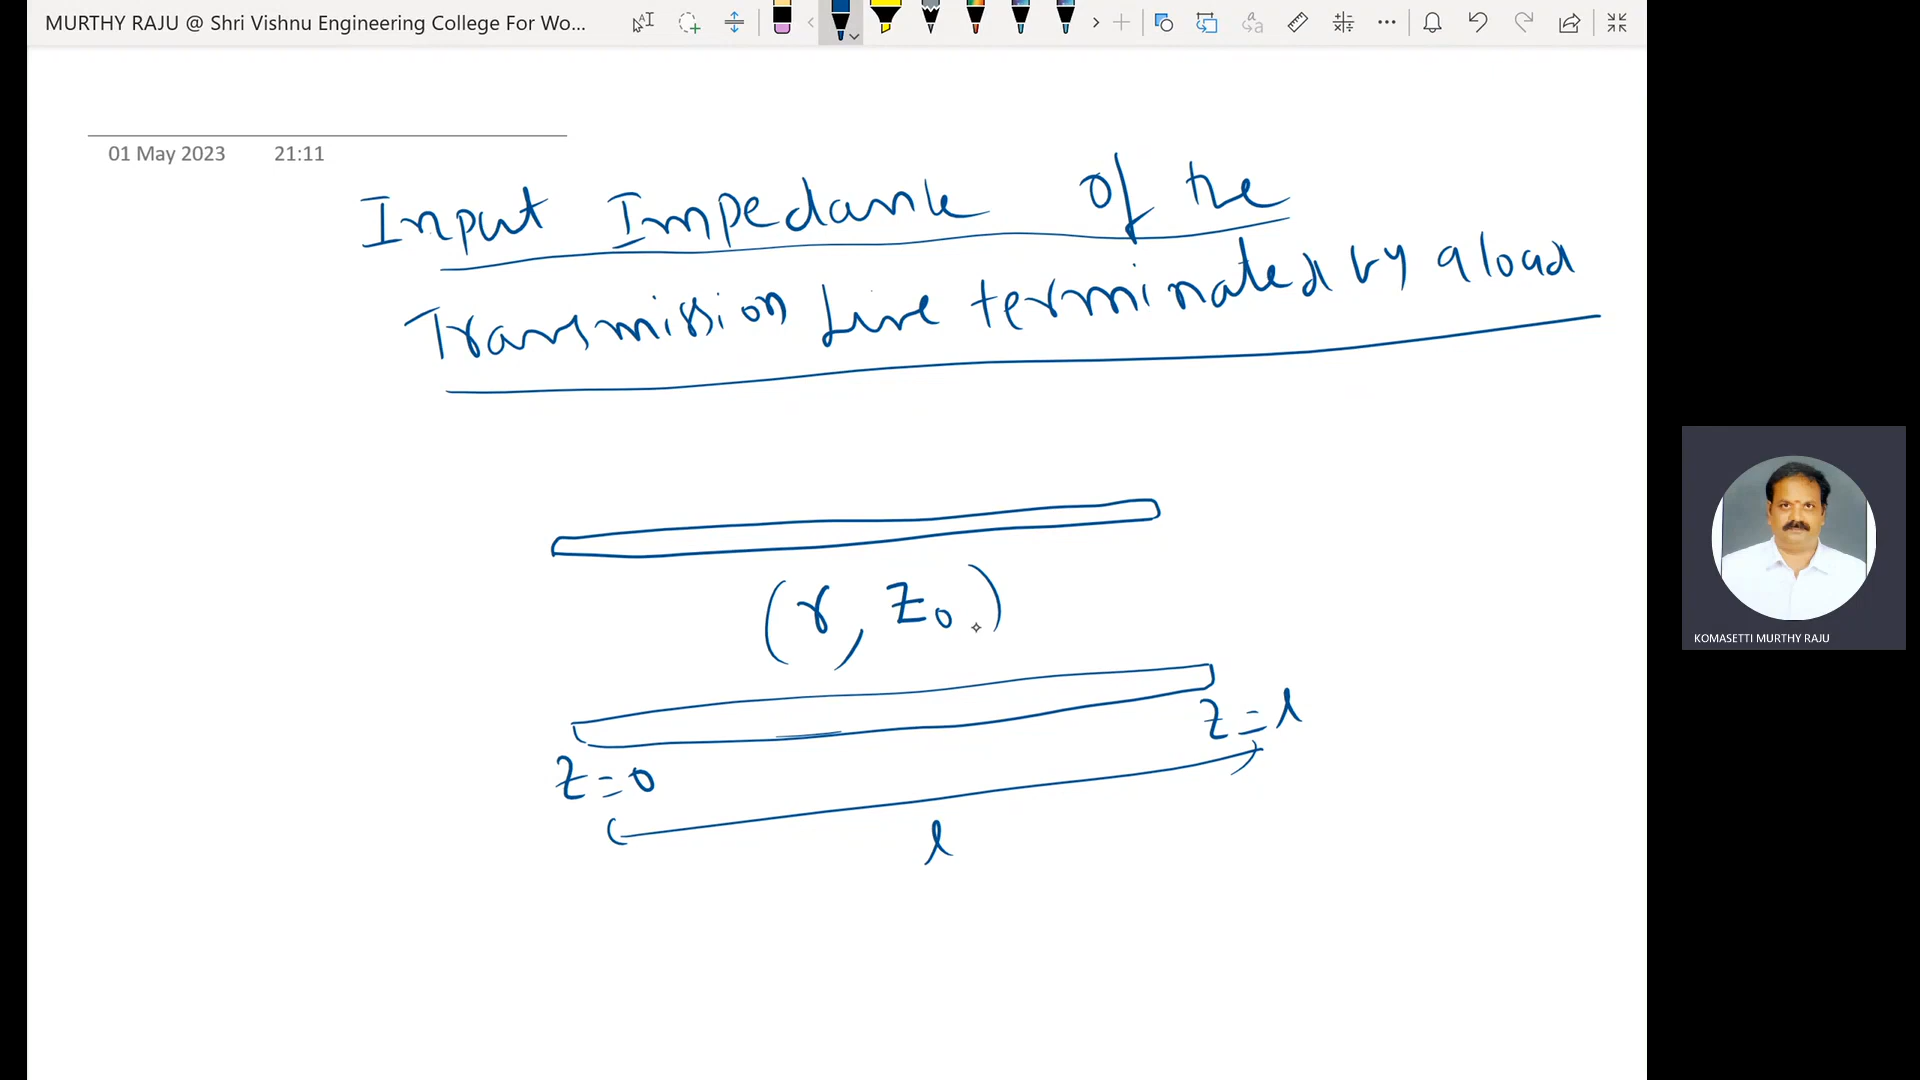 MURTHY RAJU @ Shri Vishnu Engineering College For Wo...
01 May 2023 21:11
Input Impedance Of the
Transmission Line terminated by a load
(γ, Z₀)
z=l
z=0
l
KOMASETTI MURTHY RAJU